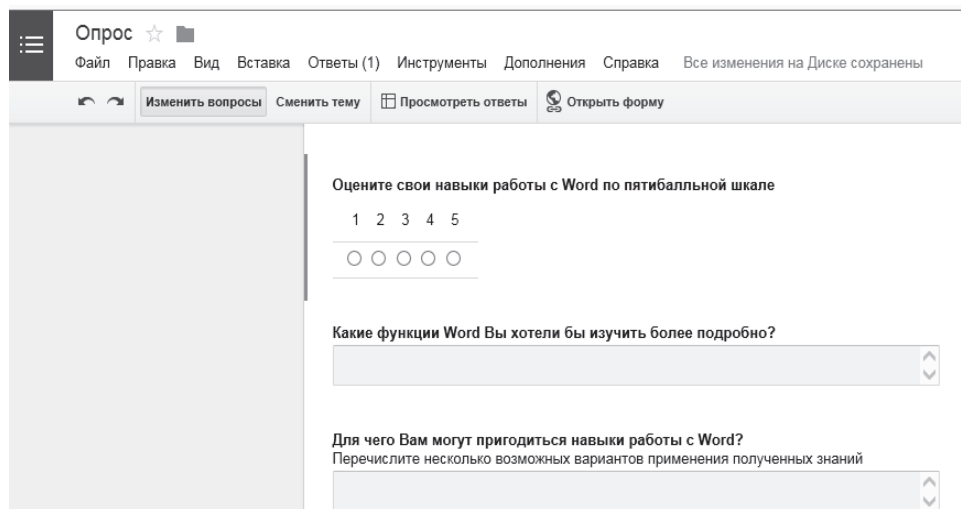 Опрос
Файл Правка Вид Вставка Ответы (1) Инструменты Дополнения Справка Все изменения на Диске сохранены
Изменить вопросы Сменить тему Просмотреть ответы Открыть форму
Оцените свои навыки работы с Word по пятибалльной шкале
1 2 3 4 5
Какие функции Word Вы хотели бы изучить более подробно?
Для чего Вам могут пригодиться навыки работы с Word?
Перечислите несколько возможных вариантов применения полученных знаний